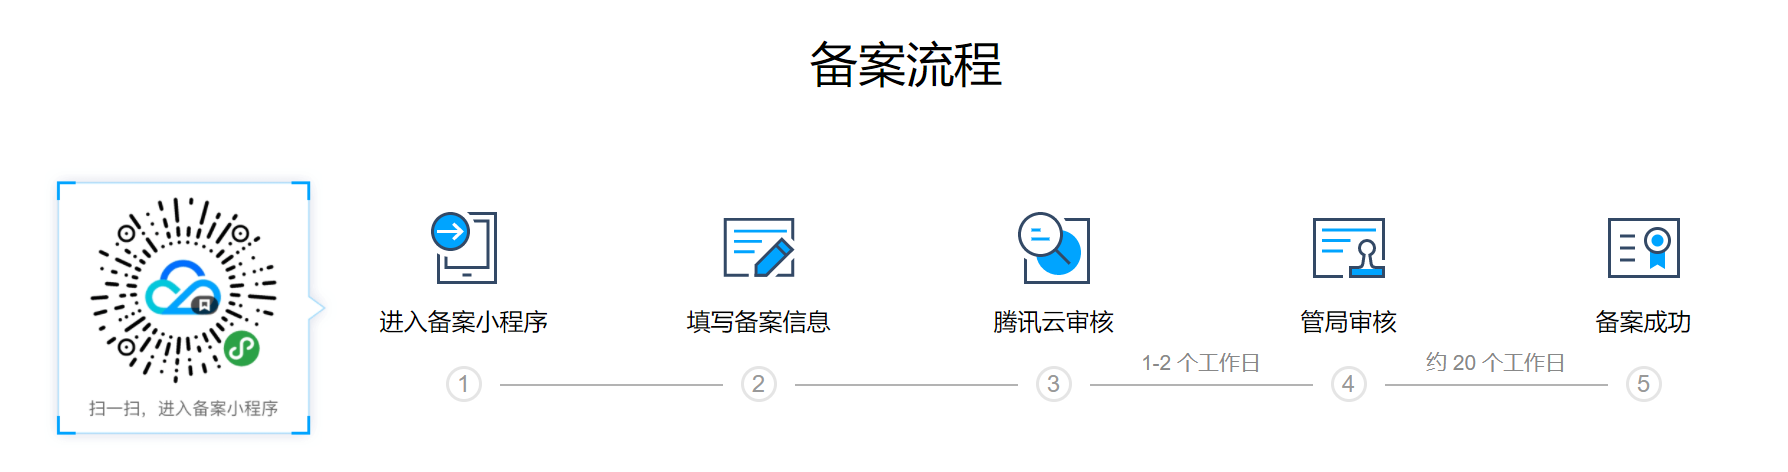 备案流程
扫一扫，进入备案小程序
进入备案小程序
填写备案信息
腾讯云审核
管局审核
备案成功
1-2 个工作日
约 20 个工作日
1
2
3
4
5